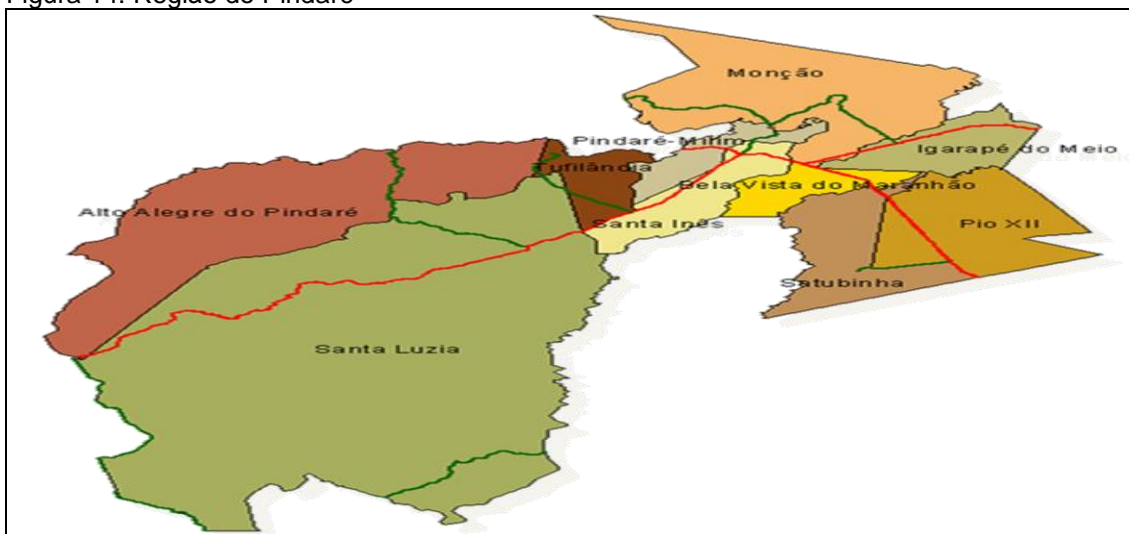 Figura 14: Região do Pindaré
Monção
Pindaré-Mirim
Igarapé do Meio
Tufilândia
Bela Vista do Maranhão
Alto Alegre do Pindaré
Santa Inês
Pio XII
Satubinha
Santa Luzia